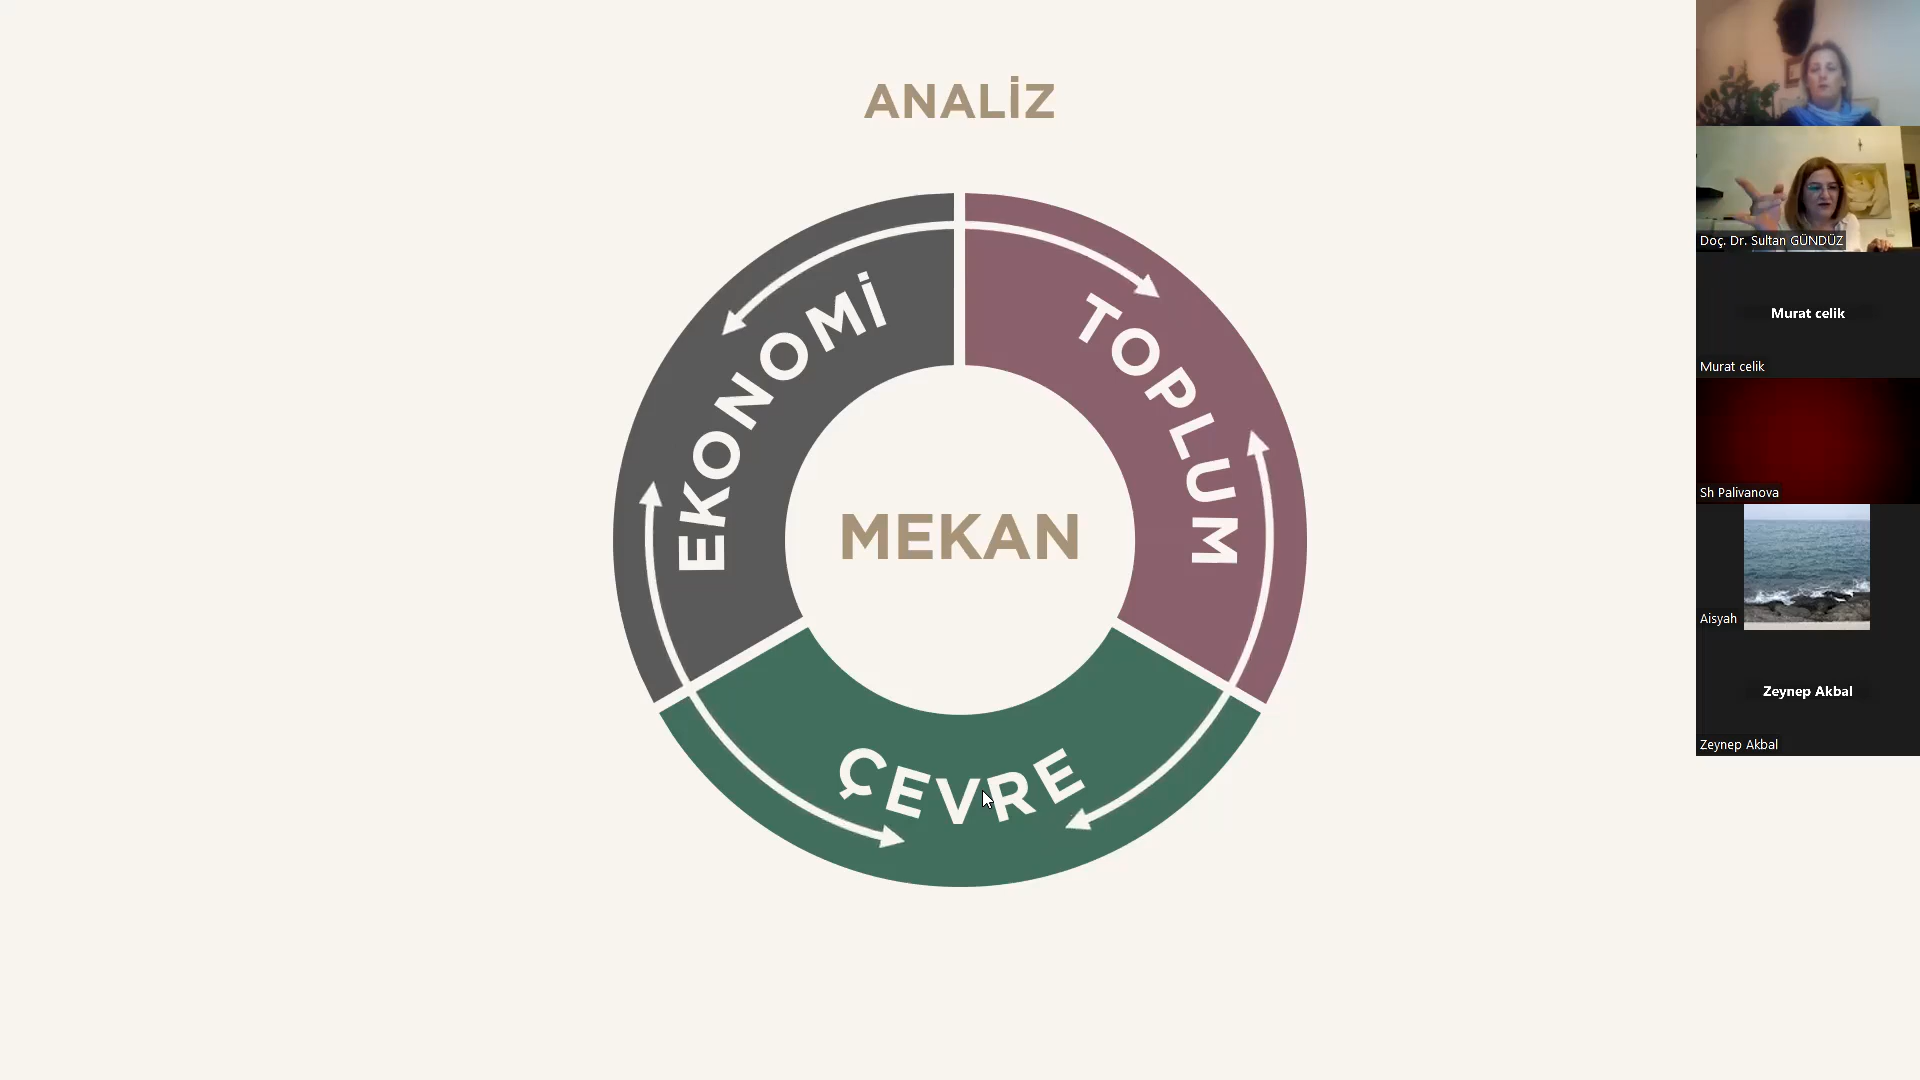 ANALİZ
EKONOMİ
TOPLUM
MEKAN
ÇEVRE
Doç. Dr. Sultan GÜNDÜZ
Murat celik
Murat celik
Sh Palivanova
Aisyah
Zeynep Akbal
Zeynep Akbal